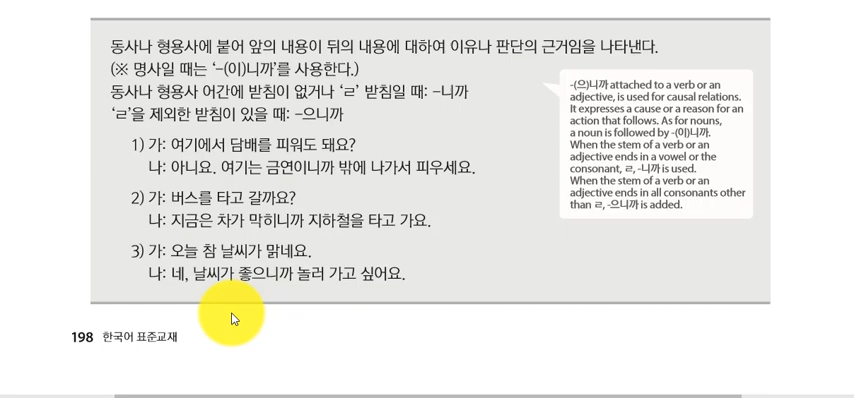 동사나 형용사에 붙어 앞의 내용이 뒤의 내용에 대하여 이유나 판단의 근거임을 나타낸다.
(※ 명사일 때는 ‘-(이)니까’를 사용한다.)
동사나 형용사 어간에 받침이 없거나 ‘ㄹ’ 받침일 때: -니까
‘ㄹ’을 제외한 받침이 있을 때: -으니까
1) 가: 여기에서 담배를 피워도 돼요?
나: 아니요. 여기는 금연이니까 밖에 나가서 피우세요.
2) 가: 버스를 타고 갈까요?
나: 지금은 차가 막히니까 지하철을 타고 가요.
3) 가: 오늘 참 날씨가 맑네요.
나: 네, 날씨가 좋으니까 놀러 가고 싶어요.
-(으)니까 attached to a verb or an
adjective, is used for causal relations.
It expresses a cause or a reason for an
action that follows. As for nouns,
a noun is followed by -(이)니까.
When the stem of a verb or an
adjective ends in a vowel or the
consonant, ㄹ, -니까 is used.
When the stem of a verb or an
adjective ends in all consonants other
than ㄹ, -으니까 is added.
198 한국어 표준교재